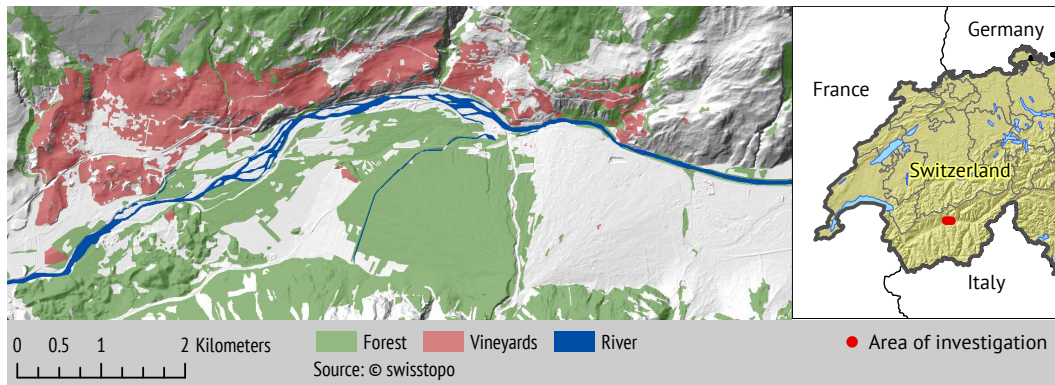 Germany
France
Switzerland
Italy
0 0.5 1 2 Kilometers
Forest Vineyards River
Source: © swisstopo
Area of investigation